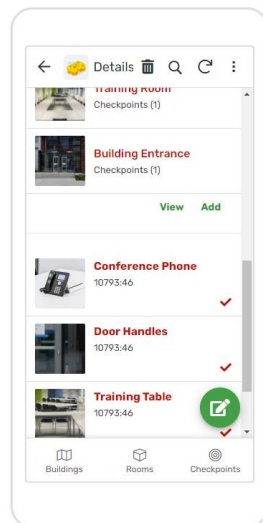 Details
Training Room
Checkpoints (1)
Building Entrance
Checkpoints (1)
View Add
Conference Phone
10793:46
Door Handles
10793:46
Training Table
10793:46
Buildings Rooms Checkpoints